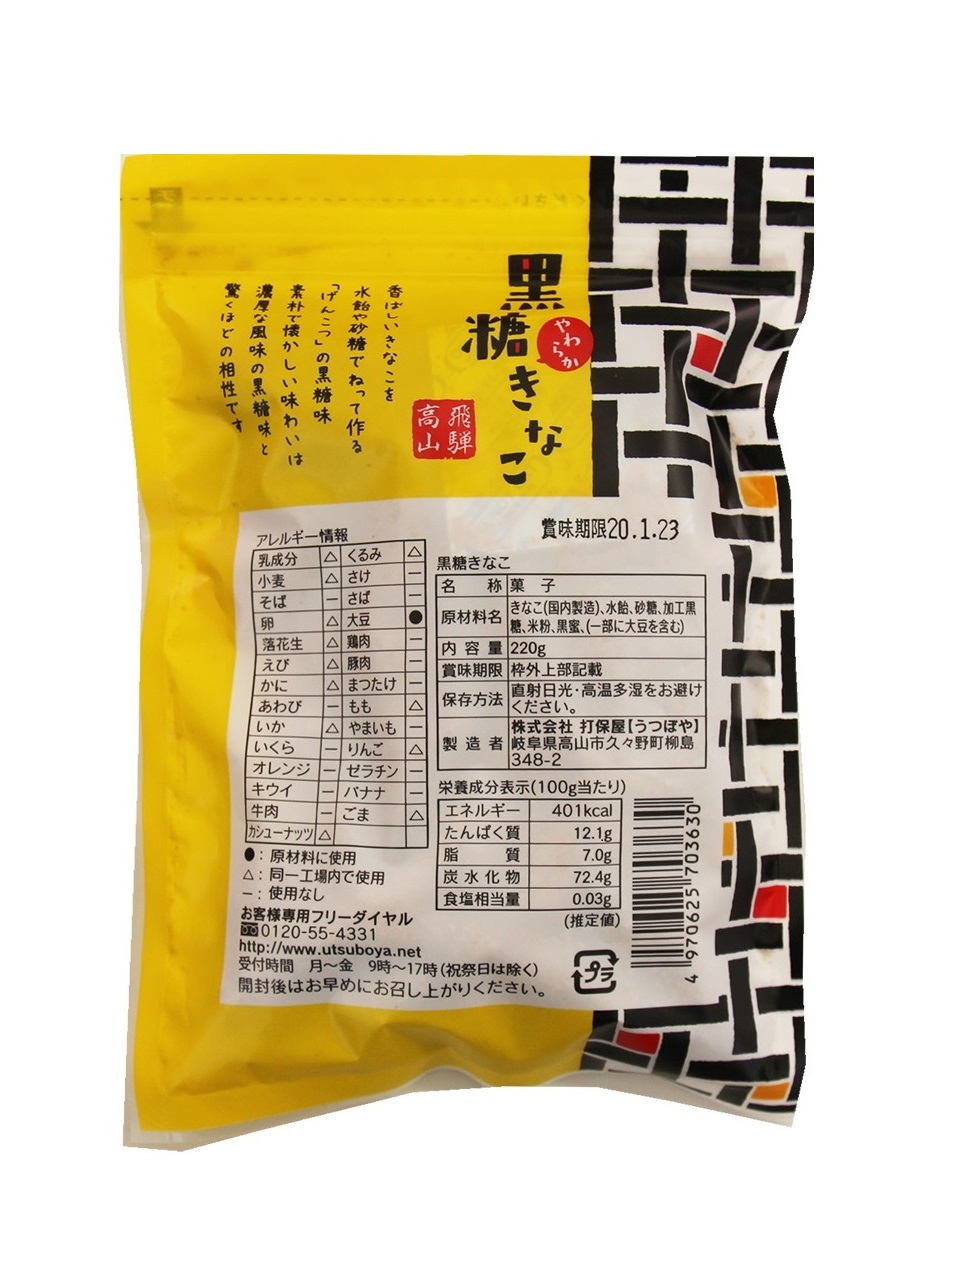 黒糖きなこ
やわらか
飛騨高山
香ばしいきなこを
水飴や砂糖でねって作る
「げんこつ」の黒糖味
素朴で懐かしい味わいは
濃厚な風味の黒糖味と
驚くほどの相性です
賞味期限20.1.23
アレルギー情報
乳成分 △ くるみ △
小麦 △ さけ −
そば − さば −
卵 △ 大豆 ●
落花生 △ 鶏肉 −
えび △ 豚肉 −
かに △ まつたけ −
あわび − もも △
いか △ やまいも −
いくら − りんご △
オレンジ − ゼラチン −
キウイ − バナナ −
牛肉 − ごま △
カシューナッツ △
●：原材料に使用
△：同一工場内で使用
−：使用なし
お客様専用フリーダイヤル
0120-55-4331
http://www.utsuboya.net
受付時間 月〜金 9時〜17時（祝祭日は除く）
開封後はお早めにお召し上がりください。
黒糖きなこ
名称 菓子
原材料名 きなこ（国内製造）、水飴、砂糖、加工黒
糖、米粉、黒蜜、（一部に大豆を含む）
内容量 220g
賞味期限 枠外上部記載
保存方法 直射日光・高温多湿をお避け
ください。
製造者 株式会社 打保屋【うつぼや】
岐阜県高山市久々野町柳島
348-2
栄養成分表示（100g当たり）
エネルギー 401kcal
たんぱく質 12.1g
脂質 7.0g
炭水化物 72.4g
食塩相当量 0.03g
（推定値）
プラ
4 970625 703630